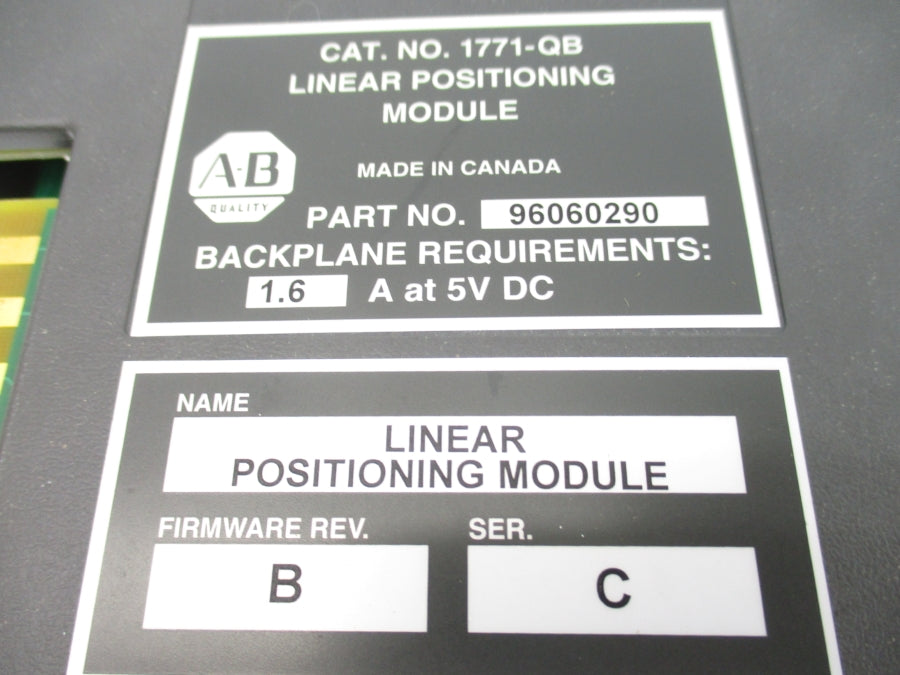 CAT. NO. 1771-QB
LINEAR POSITIONING
MODULE
A-B
QUALITY
MADE IN CANADA
PART NO. 96060290
BACKPLANE REQUIREMENTS:
1.6 A at 5V DC
NAME
LINEAR
POSITIONING MODULE
FIRMWARE REV. SER.
B C